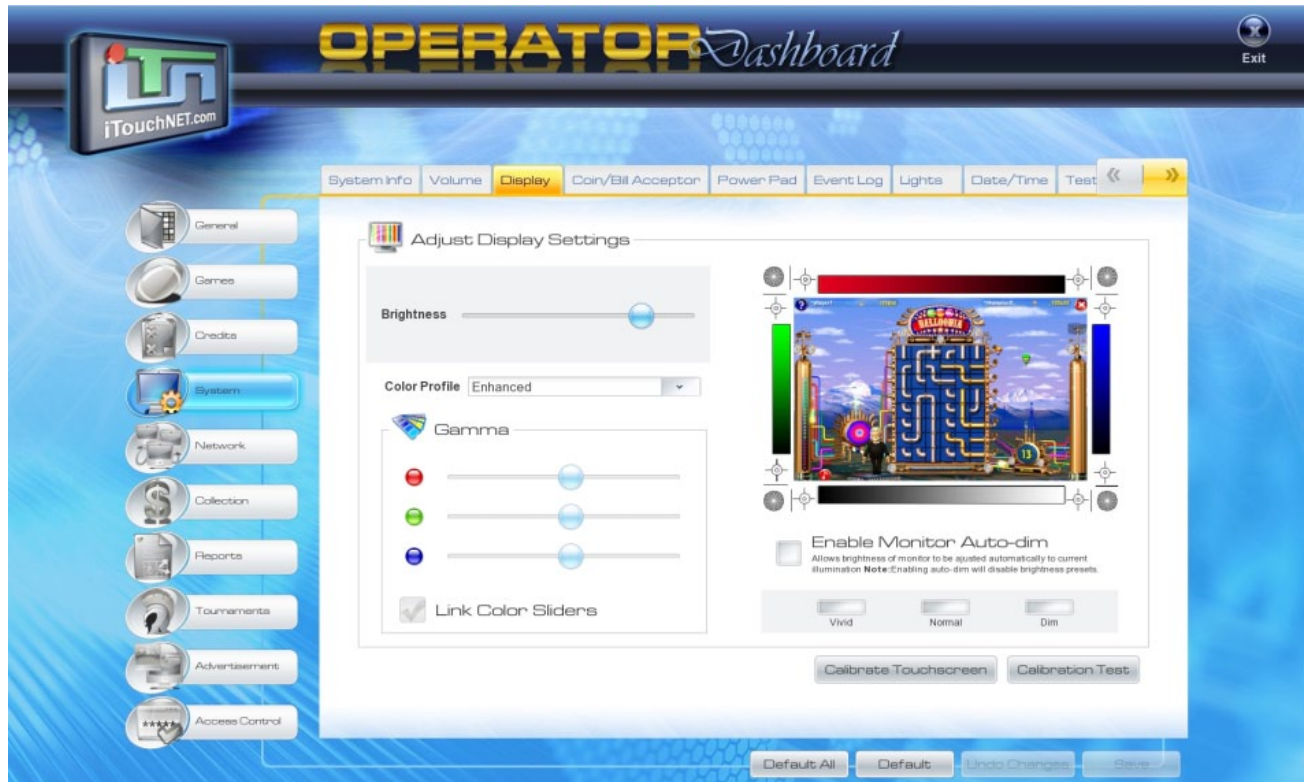 OPERATOR Dashboard
Exit
iTn
iTouchNET.com
System Info
Volume
Display
Coin/Bill Acceptor
Power Pad
Event Log
Lights
Date/Time
Test
General
Games
Credits
System
Network
Collection
Reports
Tournaments
Advertisement
Access Control
Adjust Display Settings
Brightness
Color Profile Enhanced
Gamma
Link Color Sliders
BALLOONIA
13
Enable Monitor Auto-dim
Allows brightness of monitor to be ajusted automatically to current
illumination Note:Enabling auto-dim will disable brightness presets.
Vivid
Normal
Dim
Calibrate Touchscreen
Calibration Test
Default All
Default
Undo Changes
Save